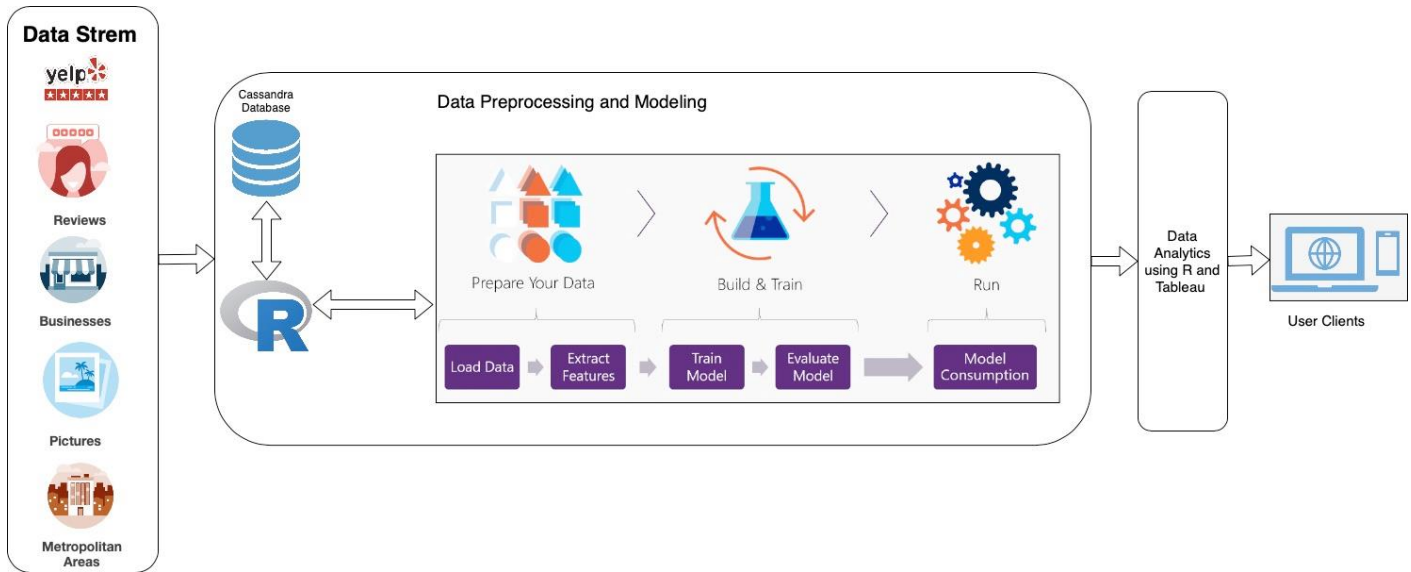 Data Strem
yelp
Reviews
Businesses
Pictures
Metropolitan
Areas
Cassandra
Database
R
Data Preprocessing and Modeling
Prepare Your Data
Build & Train
Run
Load Data
Extract
Features
Train
Model
Evaluate
Model
Model
Consumption
Data
Analytics
using R and
Tableau
User Clients